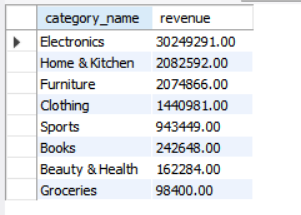 category_name revenue
Electronics 30249291.00
Home & Kitchen 2082592.00
Furniture 2074866.00
Clothing 1440981.00
Sports 943449.00
Books 242648.00
Beauty & Health 162284.00
Groceries 98400.00